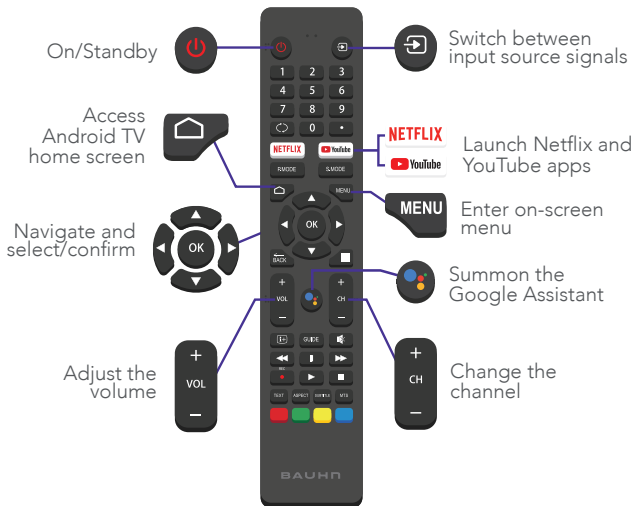 On/Standby
Switch between
input source signals
Access
Android TV
home screen
1 2 3
4 5 6
7 8 9
0
NETFLIX YouTube
P.MODE S.MODE
NETFLIX
YouTube
Launch Netflix and
YouTube apps
MENU
MENU
Enter on-screen
menu
Navigate and
select/confirm
OK
OK
BACK
Summon the
Google Assistant
+ +
VOL CH
– –
i+ GUIDE
REC
TEXT ASPECT SUBTITLE MTS
Adjust the
volume
+
VOL
–
+
CH
–
Change the
channel
BAUHN